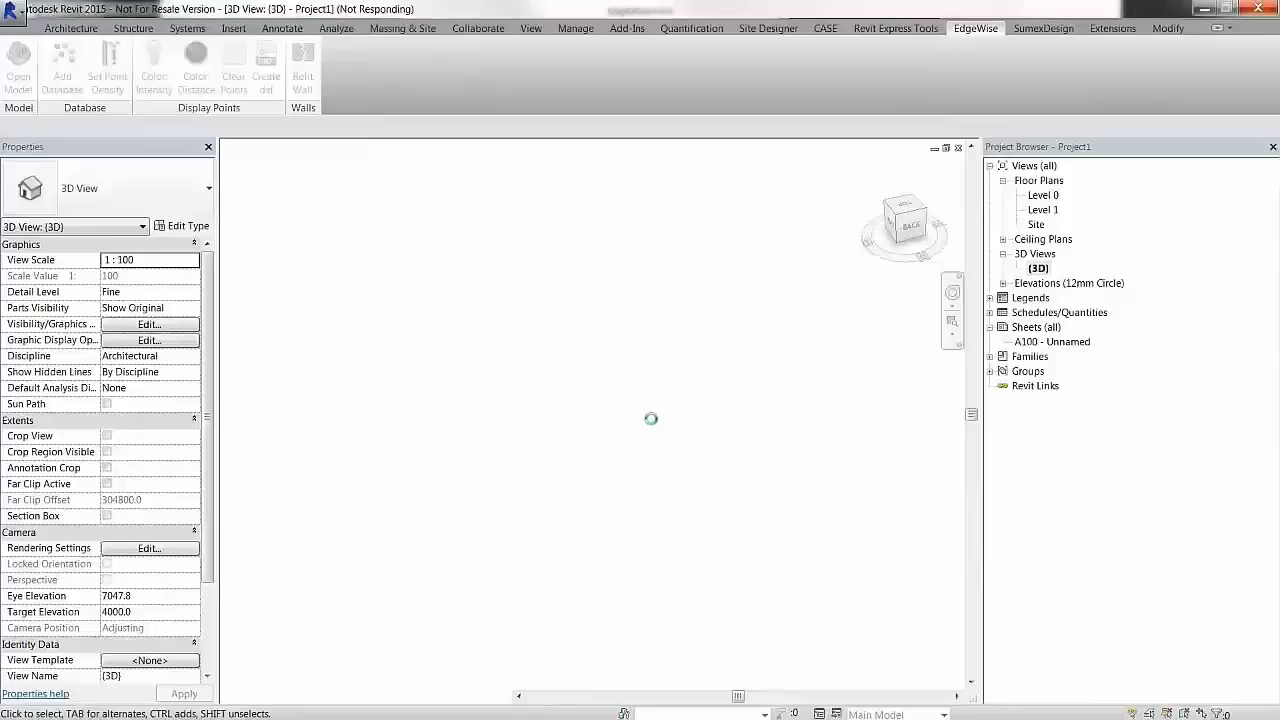 utodesk Revit 2015 - Not For Resale Version - [3D View: {3D} - Project1] (Not Responding)
Architecture Structure Systems Insert Annotate Analyze Massing & Site Collaborate View Manage Add-Ins Quantification Site Designer CASE Revit Express Tools EdgeWise SumexDesign Extensions Modify
Open Model
Add Database
Set Point Density
Color: Intensity
Color: Distance
Clear Points
Create dxf
ReInit Wall
Model Database Display Points Walls
Properties
3D View
3D View: {3D} Edit Type
Graphics
View Scale 1 : 100
Scale Value 1: 100
Detail Level Fine
Parts Visibility Show Original
Visibility/Graphics ... Edit...
Graphic Display Op... Edit...
Discipline Architectural
Show Hidden Lines By Discipline
Default Analysis Di... None
Sun Path
Extents
Crop View
Crop Region Visible
Annotation Crop
Far Clip Active
Far Clip Offset 304800.0
Section Box
Camera
Rendering Settings Edit...
Locked Orientation
Perspective
Eye Elevation 7047.8
Target Elevation 4000.0
Camera Position Adjusting
Identity Data
View Template <None>
View Name {3D}
Properties help Apply
TOP
BACK
Project Browser - Project1
Views (all)
Floor Plans
Level 0
Level 1
Site
Ceiling Plans
3D Views
{3D}
Elevations (12mm Circle)
Legends
Schedules/Quantities
Sheets (all)
A100 - Unnamed
Families
Groups
Revit Links
Click to select, TAB for alternates, CTRL adds, SHIFT unselects. :0 Main Model :0